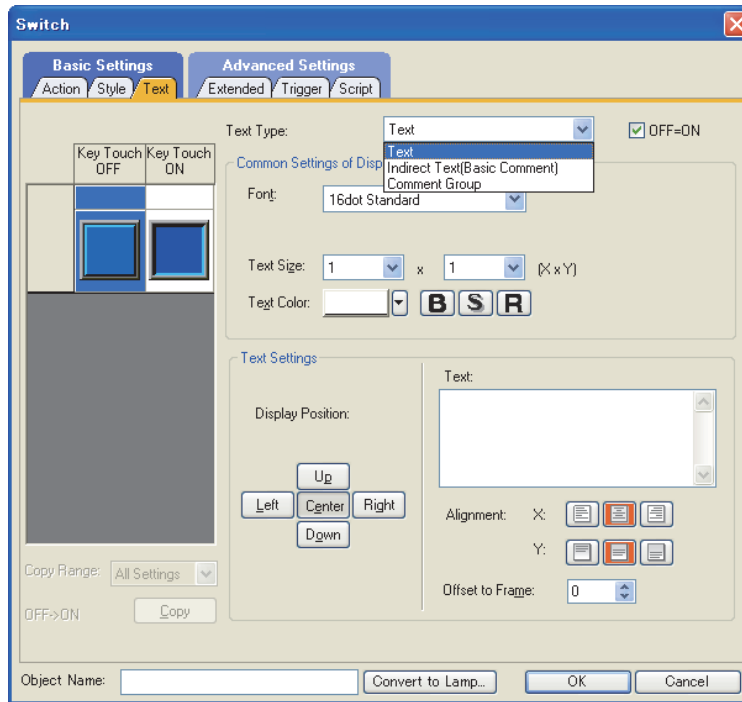 Switch
Basic Settings
Advanced Settings
Action
Style
Text
Extended
Trigger
Script
Text Type:
Text
OFF=ON
Text
Indirect Text(Basic Comment)
Comment Group
Key Touch OFF
Key Touch ON
Common Settings of Disp
Font:
16dot Standard
Text Size:
1
x
1
(X x Y)
Text Color:
B
S
R
Text Settings
Display Position:
Up
Left
Center
Right
Down
Text:
Alignment:
X:
Y:
Offset to Frame:
0
Copy Range:
All Settings
OFF->ON
Copy
Object Name:
Convert to Lamp...
OK
Cancel